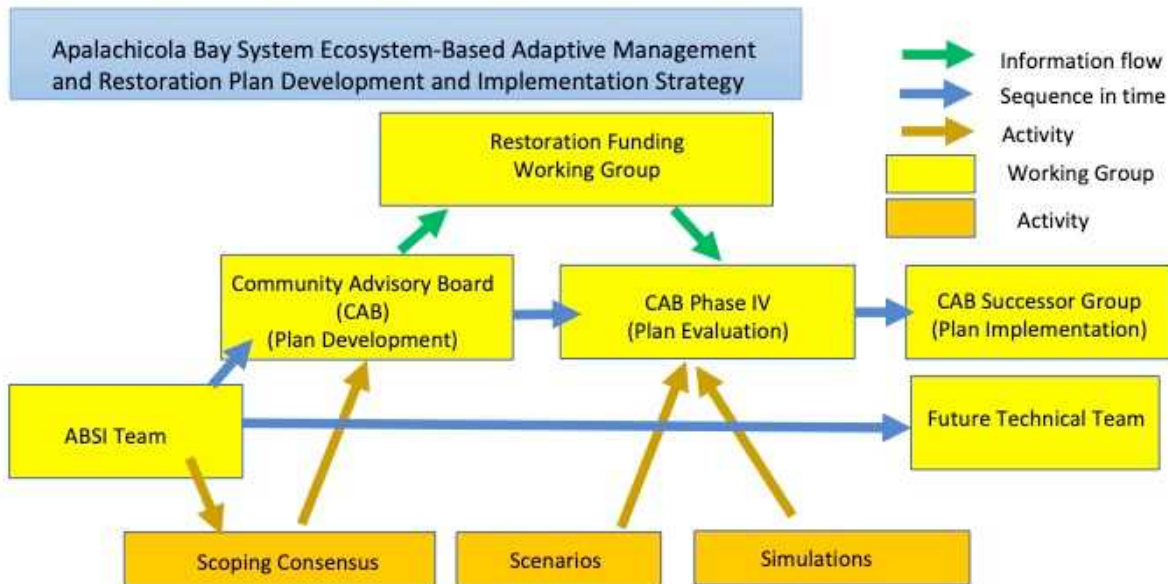 Apalachicola Bay System Ecosystem-Based Adaptive Management
and Restoration Plan Development and Implementation Strategy
Information flow
Sequence in time
Activity
Working Group
Activity
Restoration Funding
Working Group
Community Advisory Board
(CAB)
(Plan Development)
CAB Phase IV
(Plan Evaluation)
CAB Successor Group
(Plan Implementation)
ABSI Team
Future Technical Team
Scoping Consensus
Scenarios
Simulations